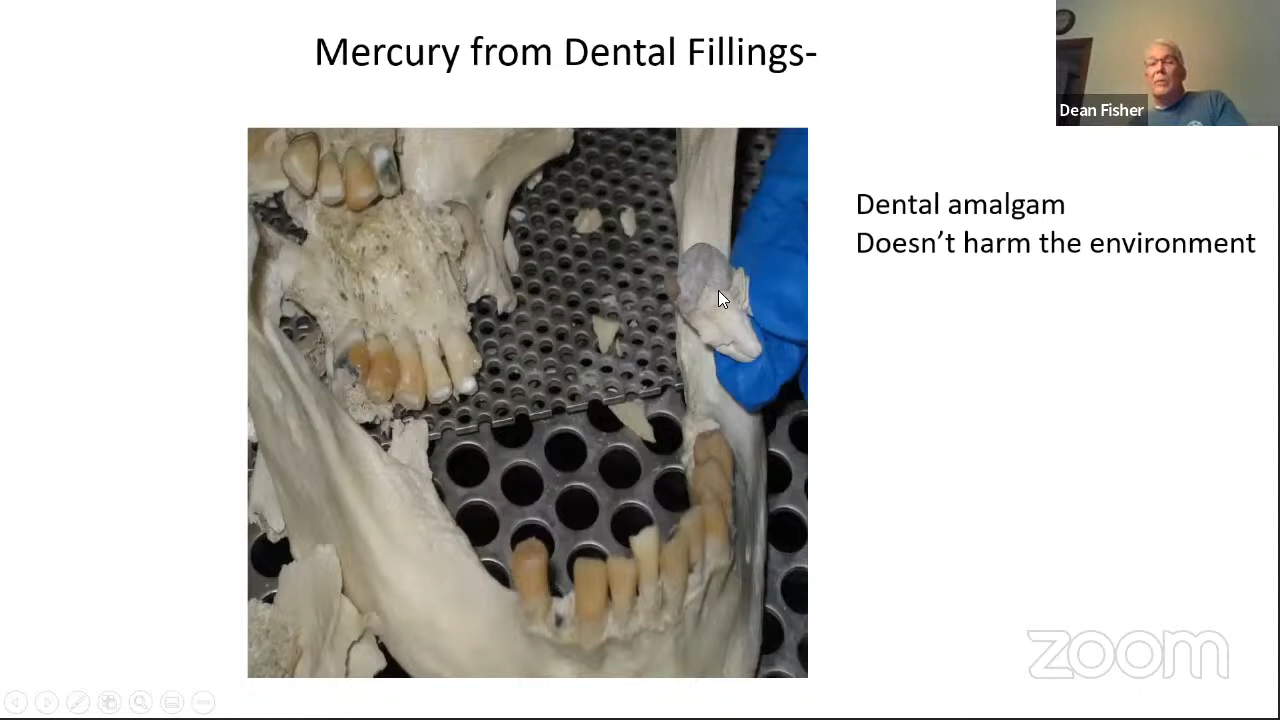 Mercury from Dental Fillings-
Dean Fisher
Dental amalgam
Doesn’t harm the environment
zoom